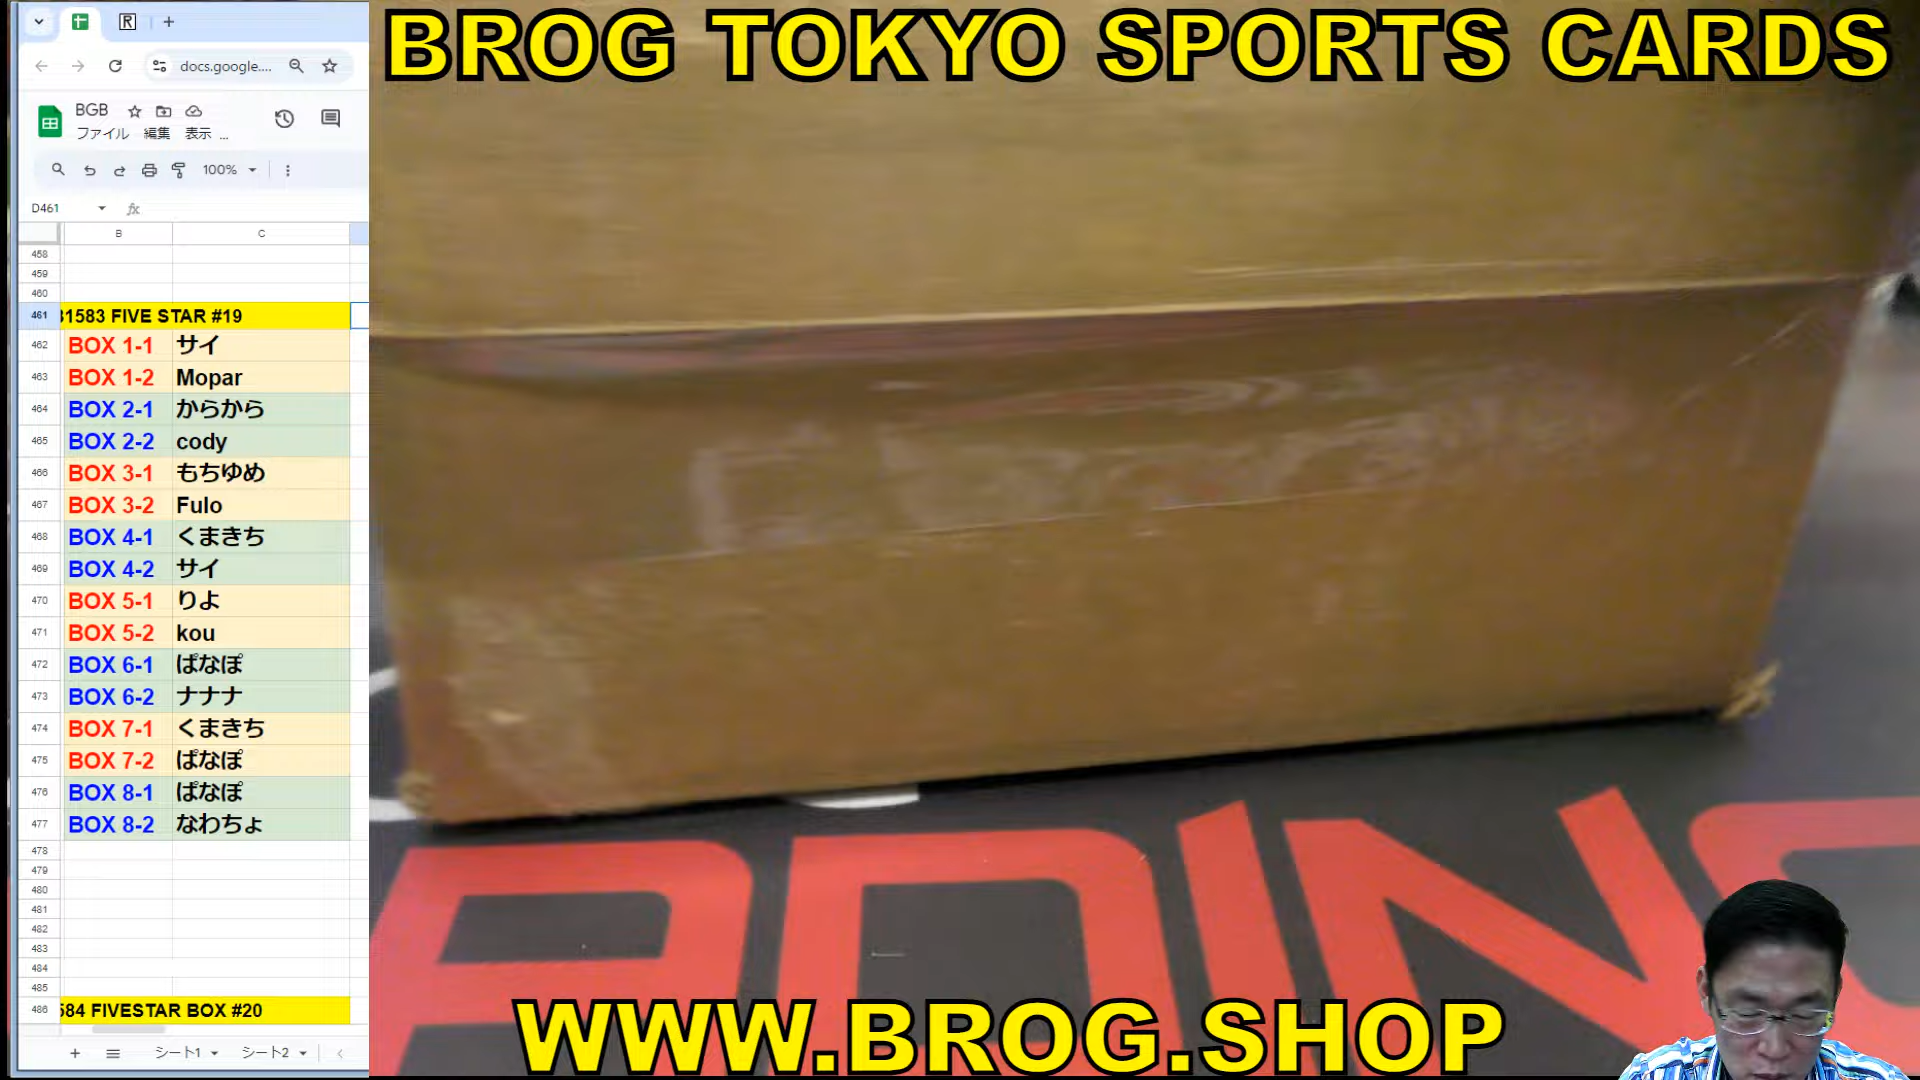 BROG TOKYO SPORTS CARDS
docs.google....
BGB
ファイル 編集 表示 ...
100%
D461
fx
B C
458
459
460
461 31583 FIVE STAR #19
462 BOX 1-1 サイ
463 BOX 1-2 Mopar
464 BOX 2-1 からから
465 BOX 2-2 cody
466 BOX 3-1 もちゆめ
467 BOX 3-2 Fulo
468 BOX 4-1 くまきち
469 BOX 4-2 サイ
470 BOX 5-1 りよ
471 BOX 5-2 kou
472 BOX 6-1 ぱなぽ
473 BOX 6-2 ナナナ
474 BOX 7-1 くまきち
475 BOX 7-2 ぱなぽ
476 BOX 8-1 ぱなぽ
477 BOX 8-2 なわちょ
478
479
480
481
482
483
484
485
486 584 FIVESTAR BOX #20
シート1 シート2
WWW.BROG.SHOP